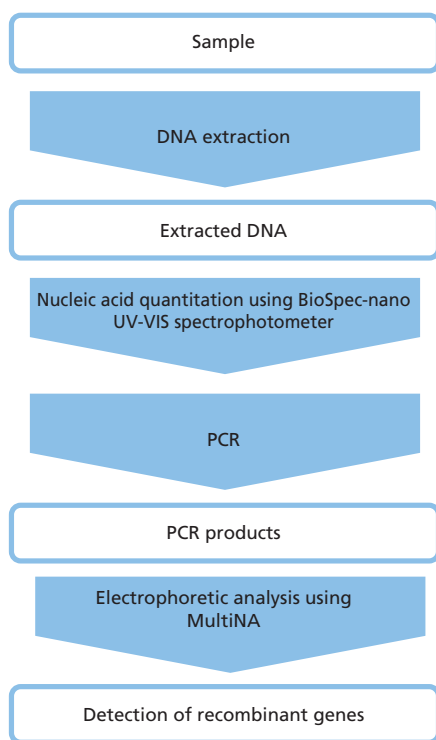 Sample
DNA extraction
Extracted DNA
Nucleic acid quantitation using BioSpec-nano
UV-VIS spectrophotometer
PCR
PCR products
Electrophoretic analysis using
MultiNA
Detection of recombinant genes